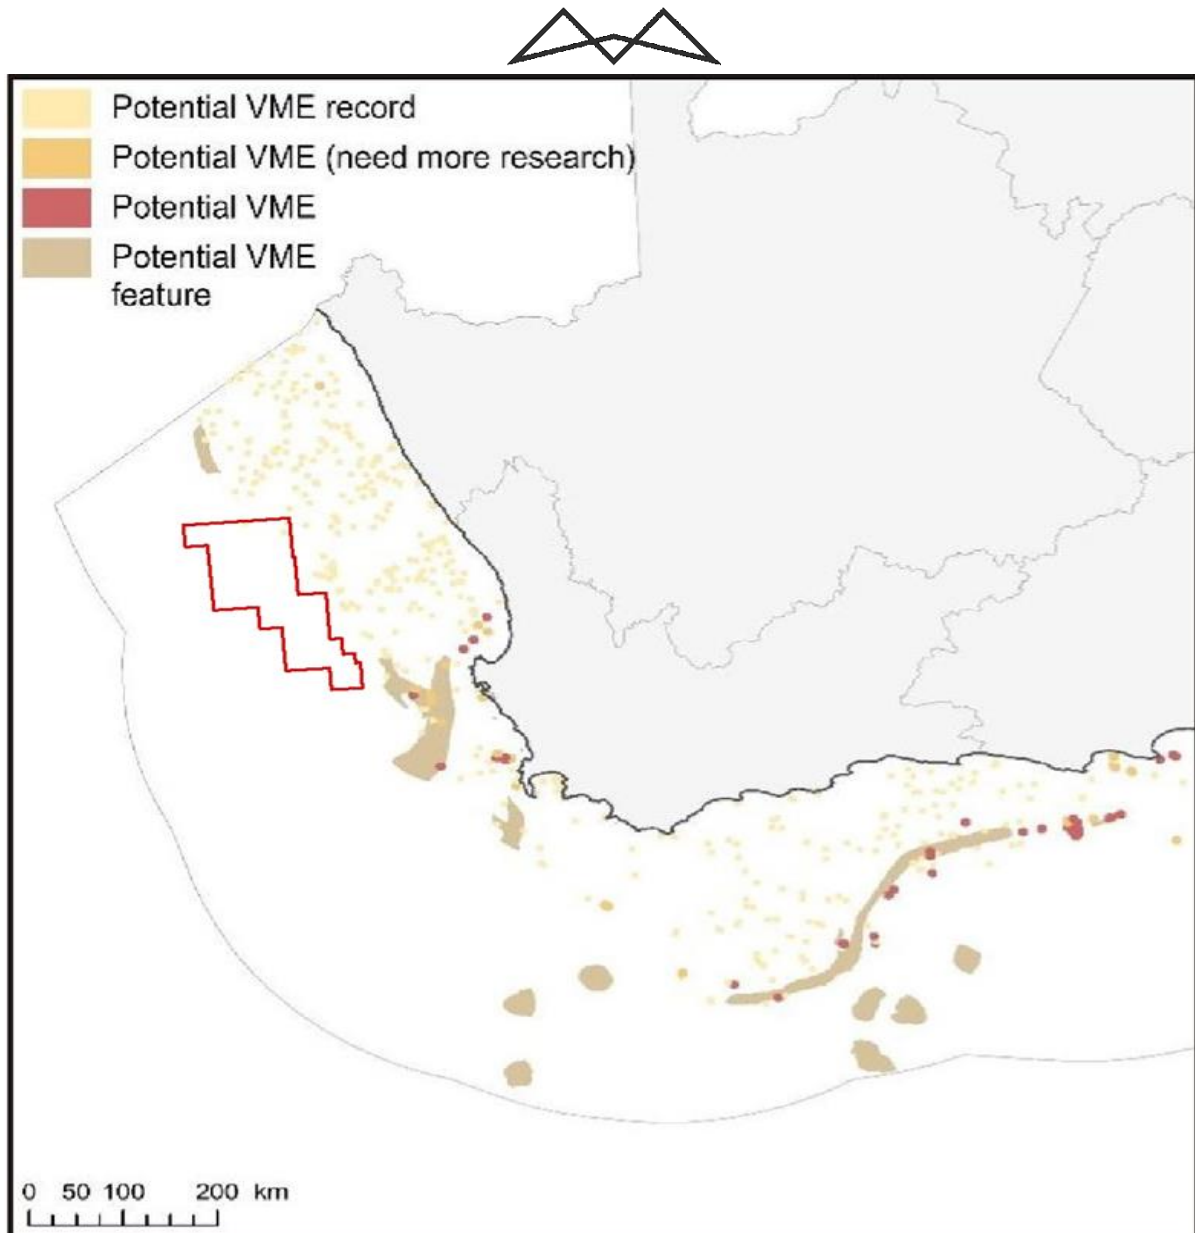 Potential VME record
Potential VME (need more research)
Potential VME
Potential VME
feature
0 50 100 200 km